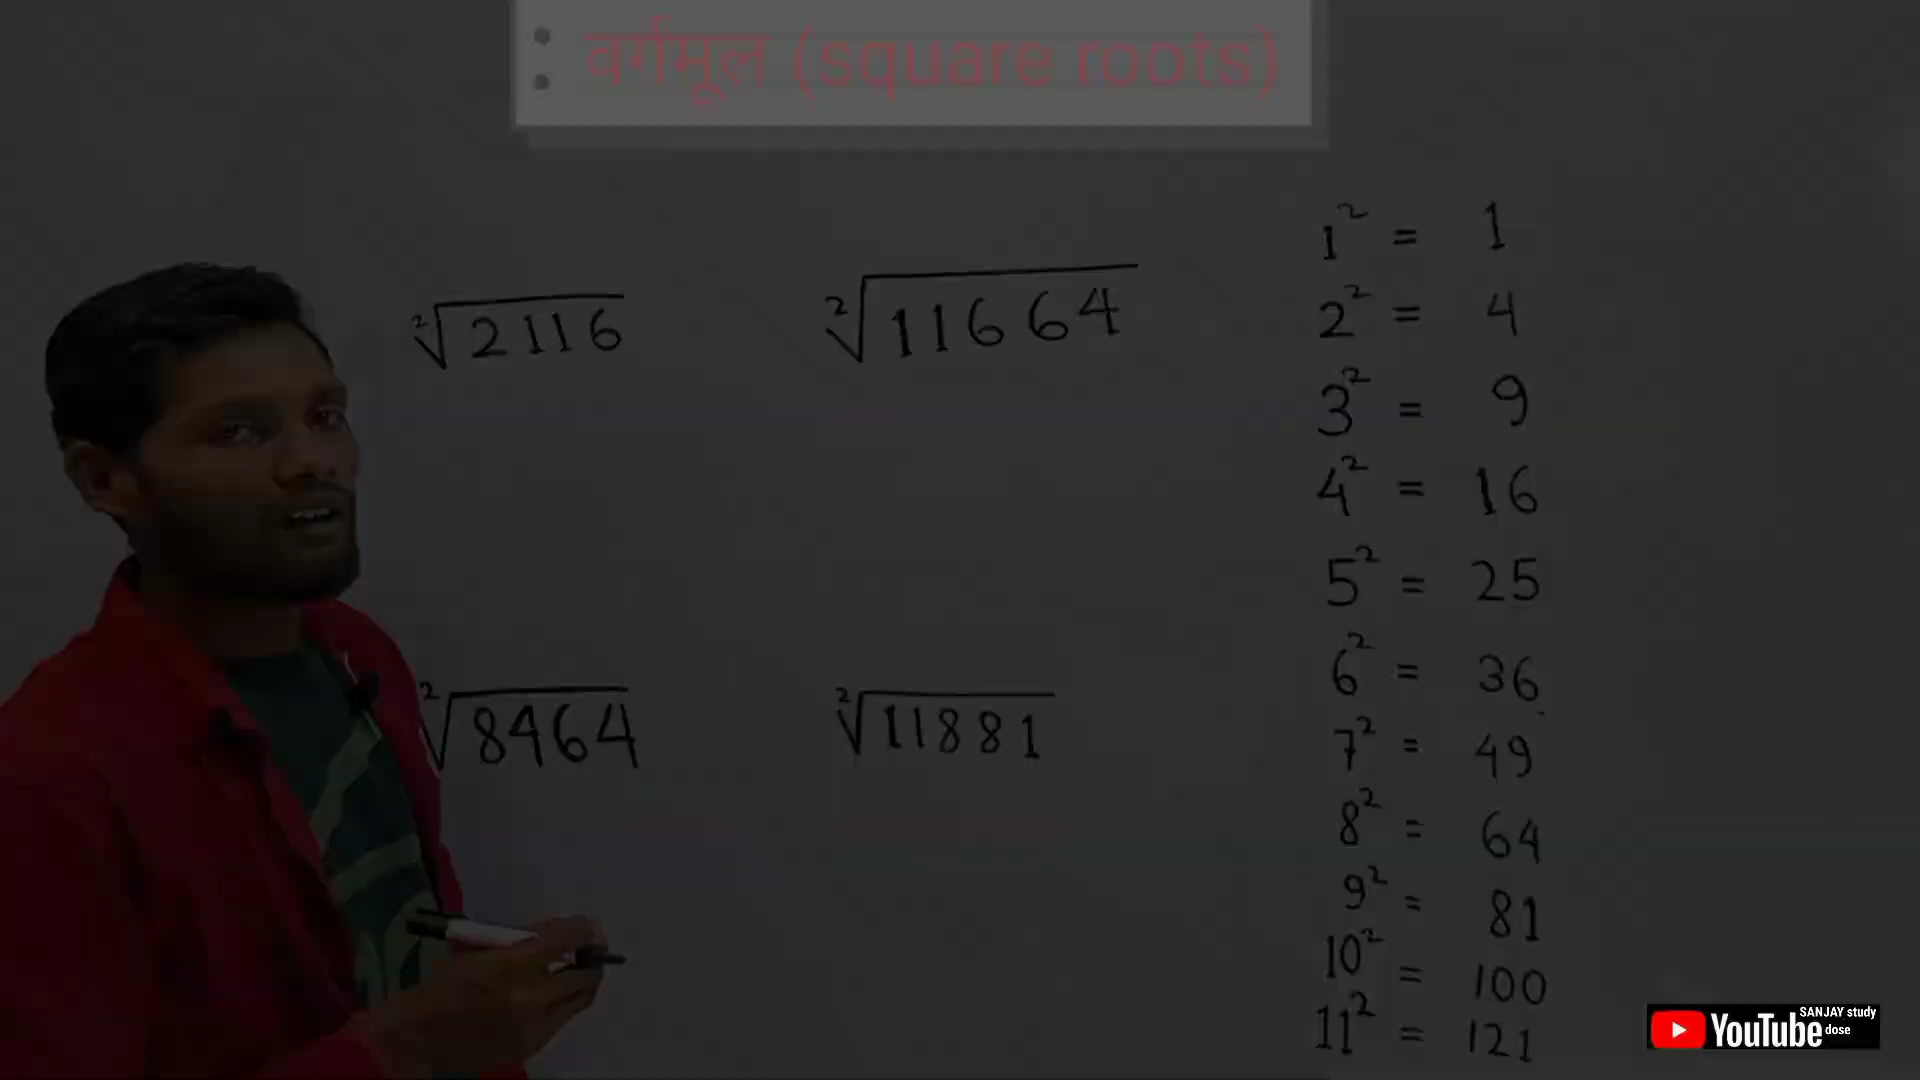 : वर्गमूल (square roots)
²√2116
²√11664
²√8464
²√11881
1² = 1
2² = 4
3² = 9
4² = 16
5² = 25
6² = 36
7² = 49
8² = 64
9² = 81
10² = 100
11² = 121
YouTube SANJAY study dose